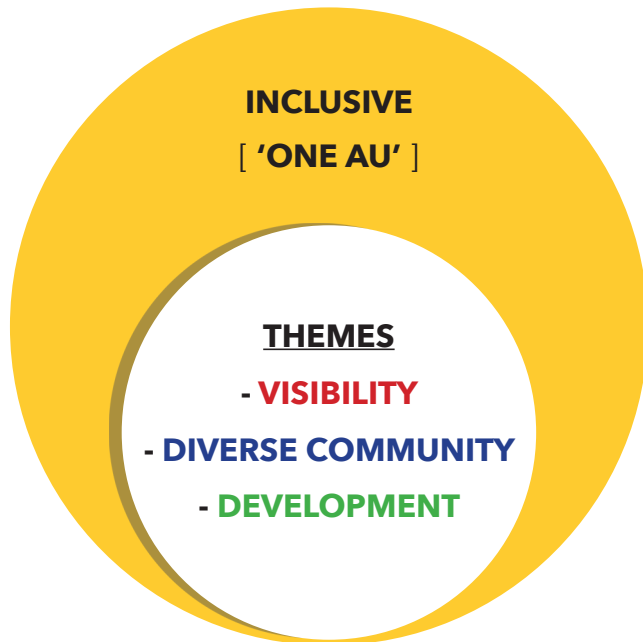 INCLUSIVE
[ ‘ONE AU’ ]
THEMES
- VISIBILITY
- DIVERSE COMMUNITY
- DEVELOPMENT